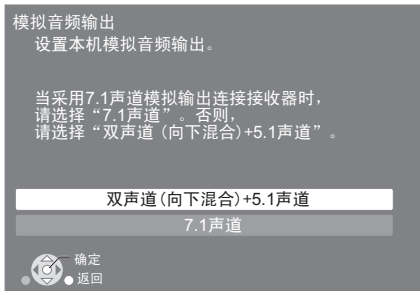 模拟音频输出
设置本机模拟音频输出。
当采用7.1声道模拟输出连接接收器时，
请选择“7.1声道”。否则，
请选择“双声道（向下混合）+5.1声道”。
双声道（向下混合）+5.1声道
7.1声道
确定
返回